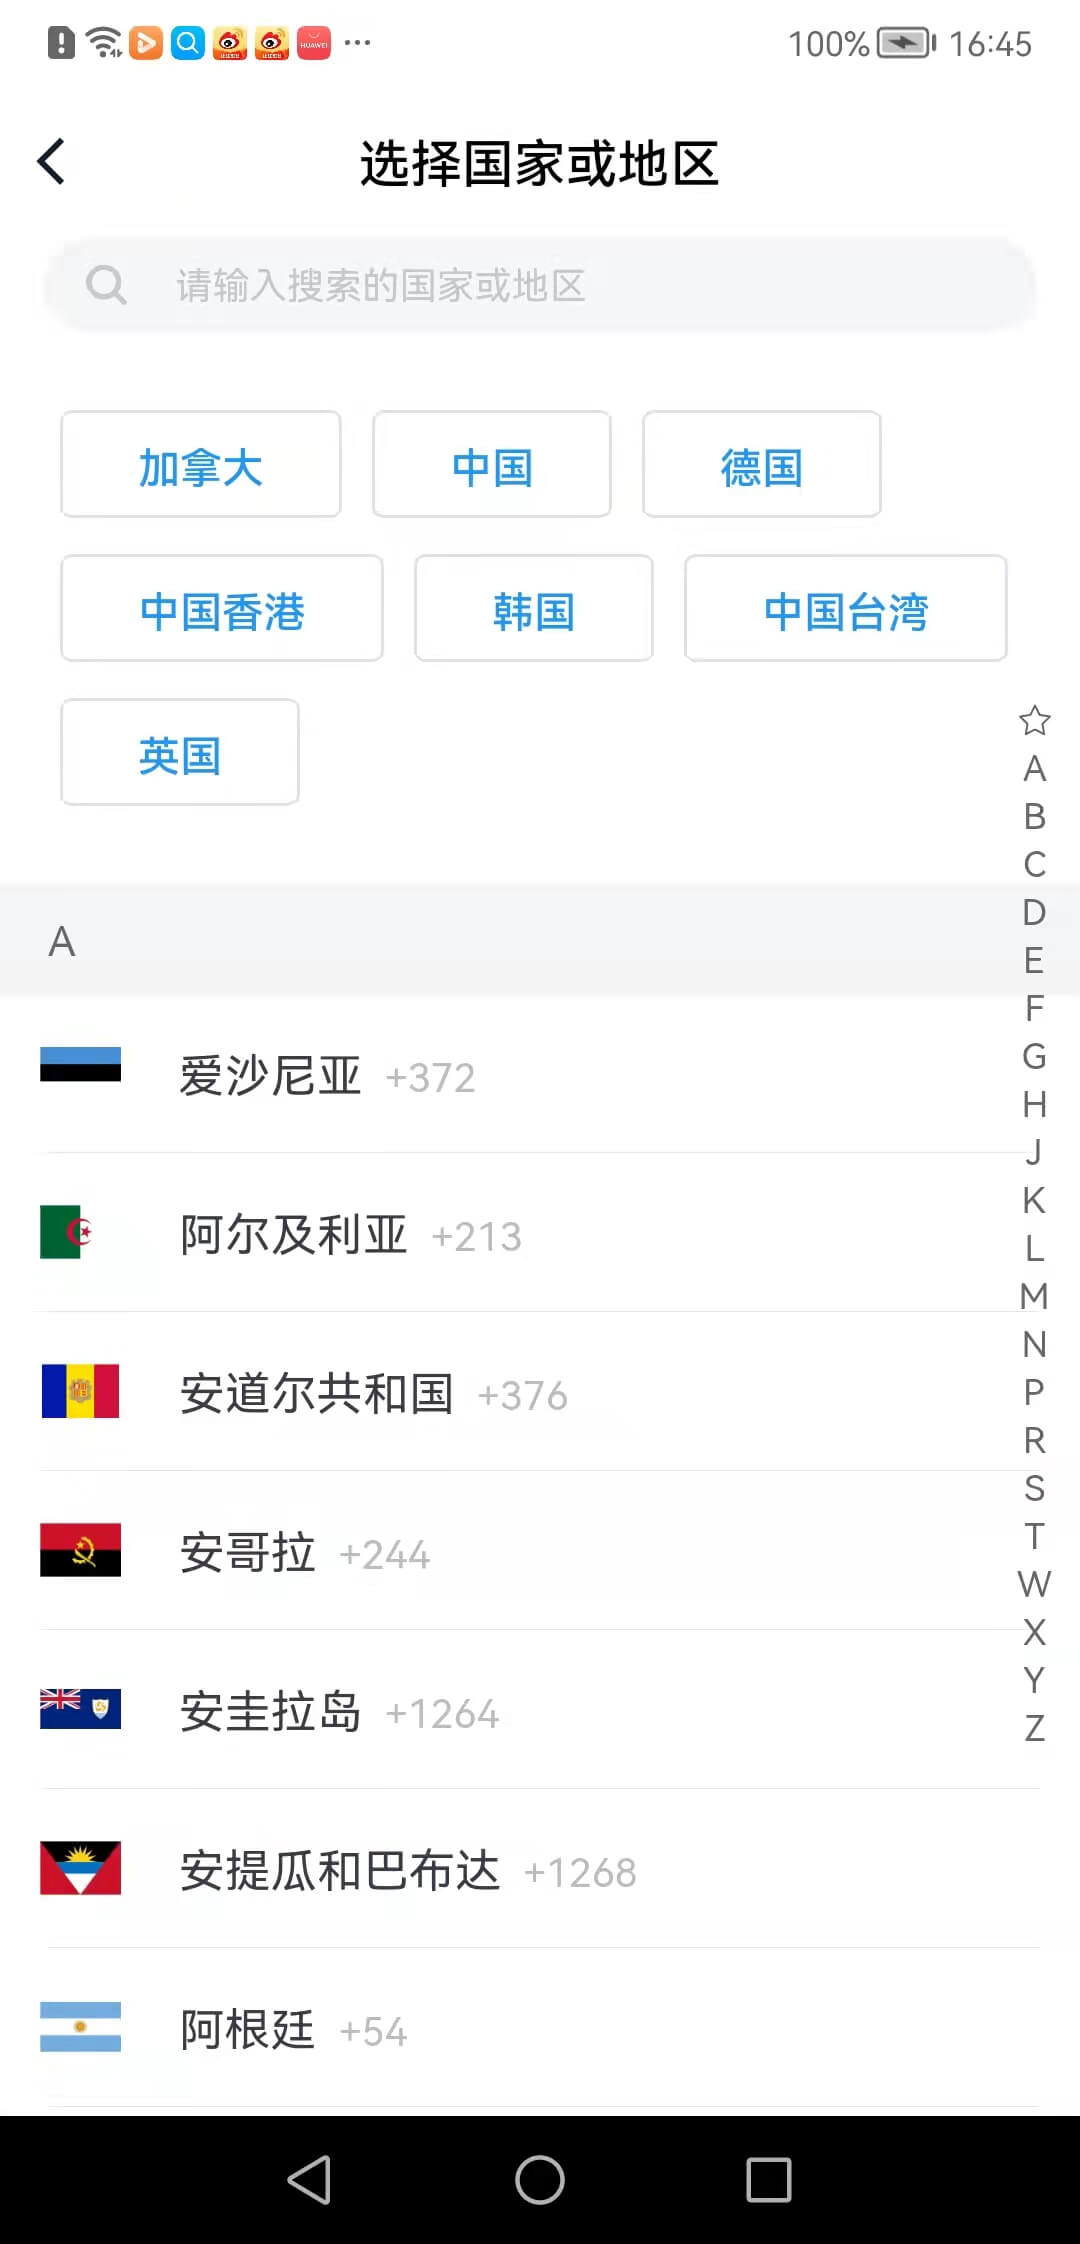 100% 16:45
选择国家或地区
请输入搜索的国家或地区
加拿大 中国 德国
中国香港 韩国 中国台湾
英国
A
爱沙尼亚 +372
阿尔及利亚 +213
安道尔共和国 +376
安哥拉 +244
安圭拉岛 +1264
安提瓜和巴布达 +1268
阿根廷 +54
A
B
C
D
E
F
G
H
J
K
L
M
N
P
R
S
T
W
X
Y
Z